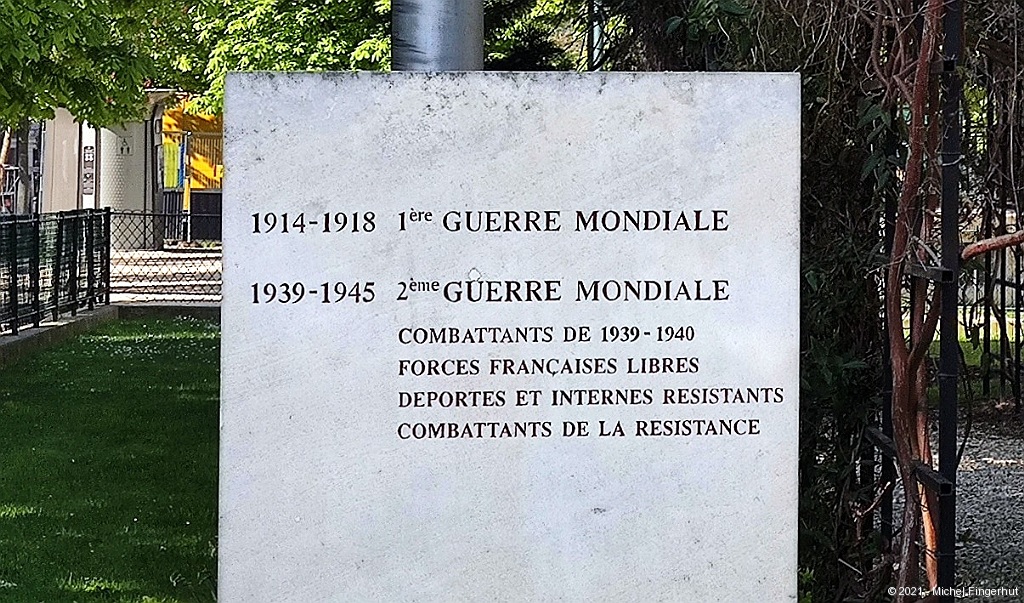 1914-1918 1ère GUERRE MONDIALE
1939-1945 2ème GUERRE MONDIALE
COMBATTANTS DE 1939-1940
FORCES FRANÇAISES LIBRES
DEPORTES ET INTERNES RESISTANTS
COMBATTANTS DE LA RESISTANCE
© 2021 - Michel Fingerhut